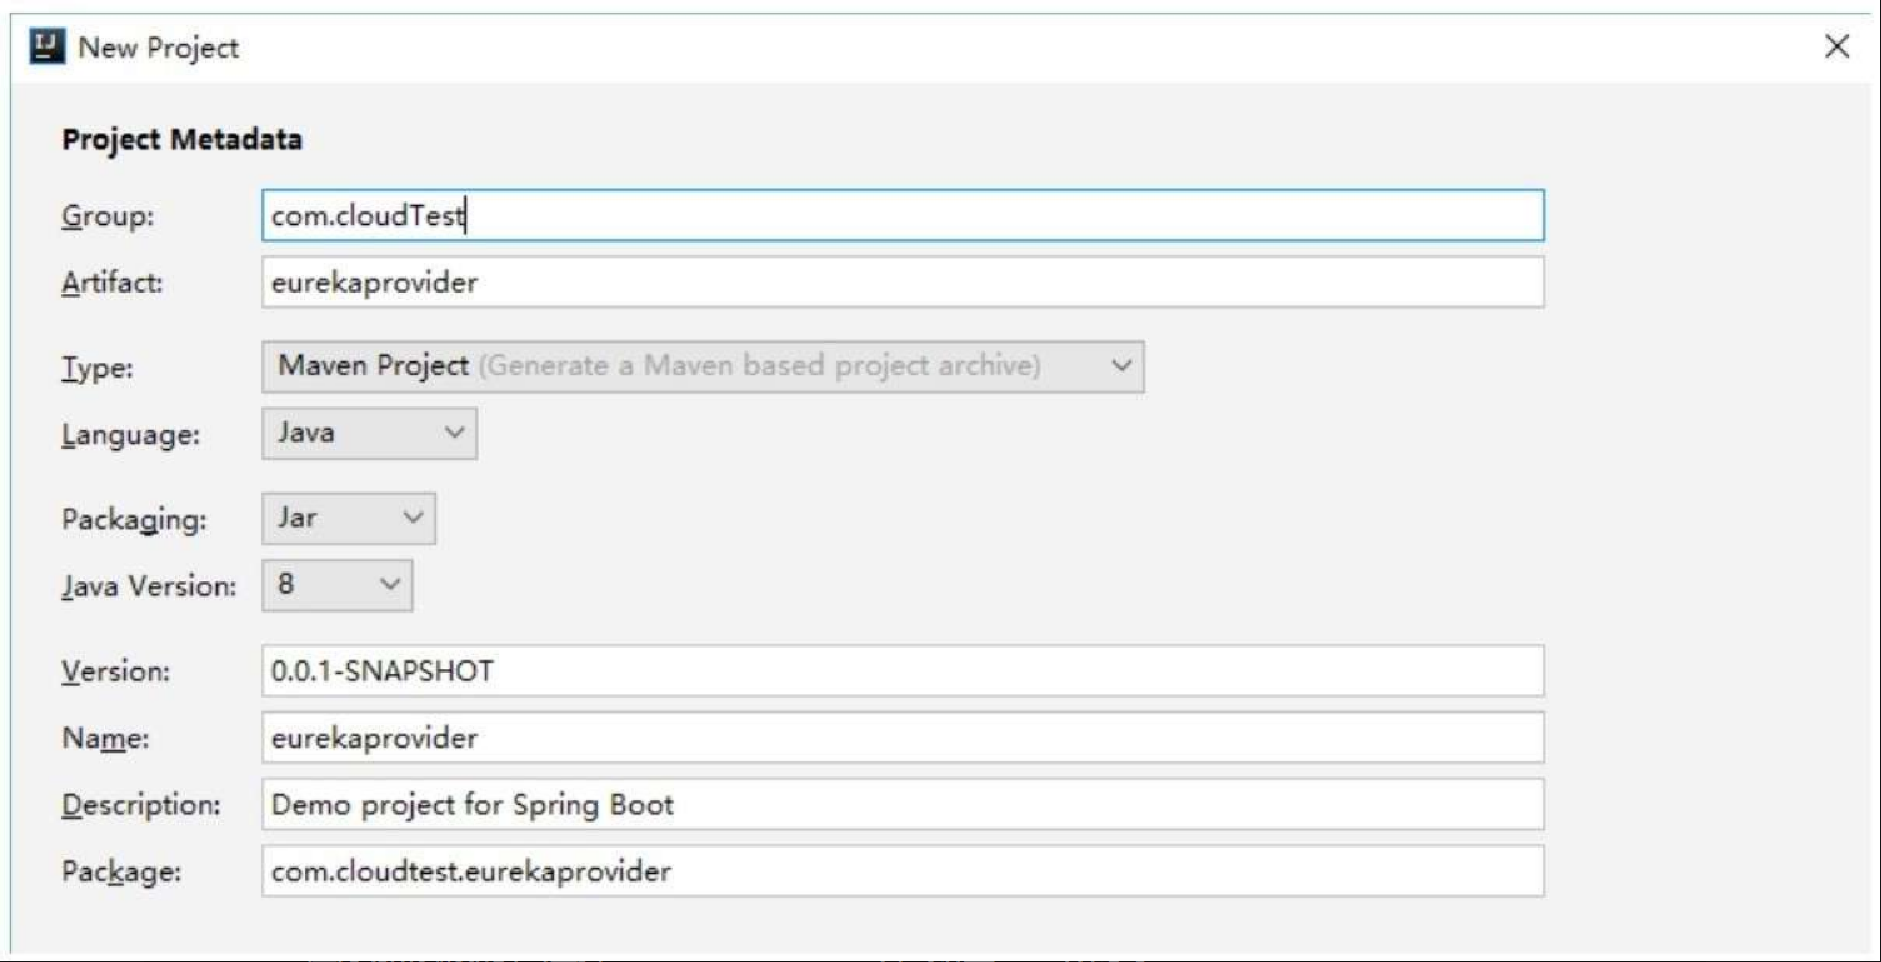 New Project
Project Metadata
Group: com.cloudTest
Artifact: eurekaprovider
Type: Maven Project (Generate a Maven based project archive)
Language: Java
Packaging: Jar
Java Version: 8
Version: 0.0.1-SNAPSHOT
Name: eurekaprovider
Description: Demo project for Spring Boot
Package: com.cloudtest.eurekaprovider